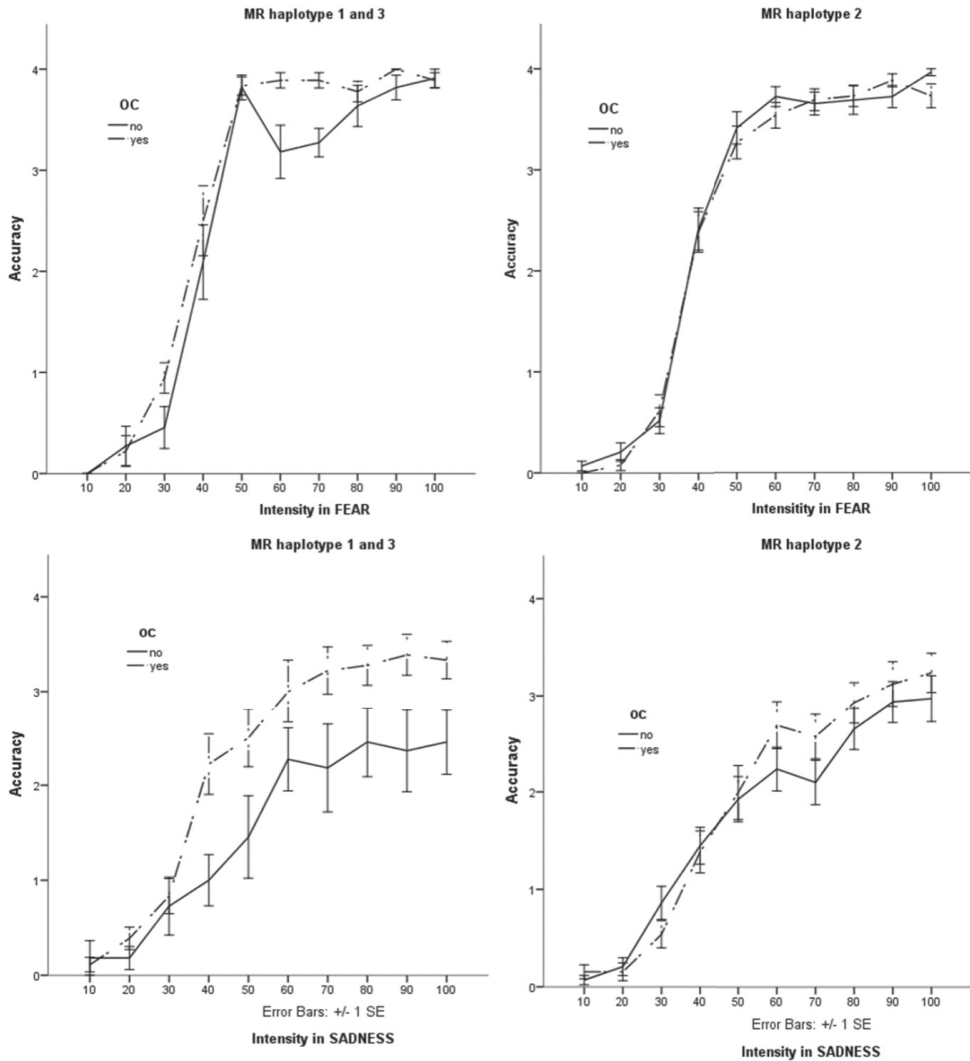 MR haplotype 1 and 3
4
3
2
1
0
Accuracy
OC
no
yes
10 20 30 40 50 60 70 80 90 100
Intensity in FEAR
MR haplotype 2
4
3
2
1
0
Accuracy
OC
no
yes
10 20 30 40 50 60 70 80 90 100
Intensitity in FEAR
MR haplotype 1 and 3
4
3
2
1
0
Accuracy
OC
no
yes
10 20 30 40 50 60 70 80 90 100
Error Bars: +/- 1 SE
Intensity in SADNESS
MR haplotype 2
4
3
2
1
0
Accuracy
OC
no
yes
10 20 30 40 50 60 70 80 90 100
Error Bars: +/- 1 SE
Intensity in SADNESS